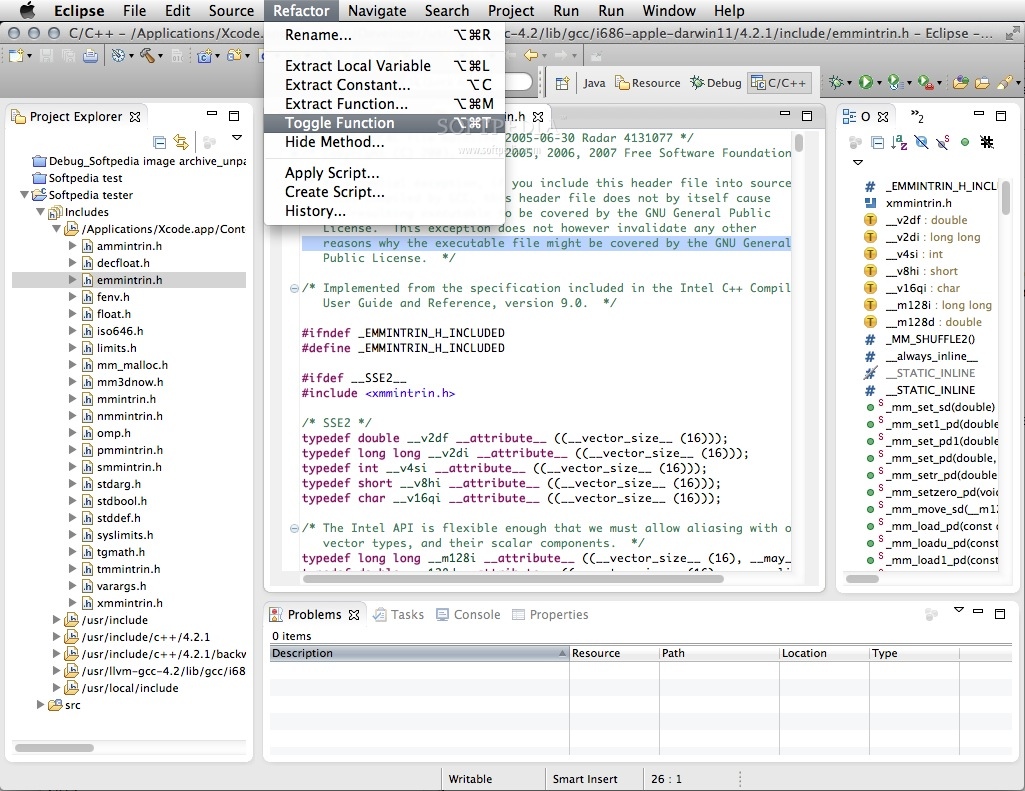 Eclipse File Edit Source Refactor Navigate Search Project Run Run Window Help
C/C++ - /Applications/Xcode.
c-4.2/lib/gcc/i686-apple-darwin11/4.2.1/include/emmintrin.h - Eclipse -...
Rename... ⌥⌘R
Extract Local Variable ⌥⌘L
Extract Constant... ⌥C
Extract Function... ⌥⌘M
Toggle Function ⌥⌘T
Hide Method...
Apply Script...
Create Script...
History...
Java Resource Debug C/C++
Project Explorer
Debug_Softpedia image archive_unpa
Softpedia test
Softpedia tester
Includes
/Applications/Xcode.app/Cont
ammintrin.h
decfloat.h
emmintrin.h
fenv.h
float.h
iso646.h
limits.h
mm_malloc.h
mm3dnow.h
mmintrin.h
nmmintrin.h
omp.h
pmmintrin.h
smmintrin.h
stdarg.h
stdbool.h
stddef.h
syslimits.h
tgmath.h
tmmintrin.h
varargs.h
xmmintrin.h
/usr/include
/usr/include/c++/4.2.1
/usr/include/c++/4.2.1/backw
/usr/llvm-gcc-4.2/lib/gcc/i68
/usr/local/include
src
n.h
SOFTPEDIA
2005-06-30 Radar 4131077 */
2005, 2006, 2007 Free Software Foundation
if you include this header file into source
header file does not by itself cause
to be covered by the GNU General Public
License. This exception does not however invalidate any other
reasons why the executable file might be covered by the GNU General
Public License. */
/* Implemented from the specification included in the Intel C++ Compil
User Guide and Reference, version 9.0. */
#ifndef _EMMINTRIN_H_INCLUDED
#define _EMMINTRIN_H_INCLUDED
#ifdef __SSE2__
#include <xmmintrin.h>
/* SSE2 */
typedef double __v2df __attribute__ ((__vector_size__ (16)));
typedef long long __v2di __attribute__ ((__vector_size__ (16)));
typedef int __v4si __attribute__ ((__vector_size__ (16)));
typedef short __v8hi __attribute__ ((__vector_size__ (16)));
typedef char __v16qi __attribute__ ((__vector_size__ (16)));
/* The Intel API is flexible enough that we must allow aliasing with o
vector types, and their scalar components. */
typedef long long __m128i __attribute__ ((__vector_size__ (16), __may_
O
»2
_EMMINTRIN_H_INCL
xmmintrin.h
__v2df : double
__v2di : long long
__v4si : int
__v8hi : short
__v16qi : char
__m128i : long long
__m128d : double
_MM_SHUFFLE2()
__always_inline__
__STATIC_INLINE
__STATIC_INLINE
_mm_set_sd(double)
_mm_set1_pd(double
_mm_set_pd1(double
_mm_set_pd(double,
_mm_setr_pd(double
_mm_setzero_pd(void
_mm_move_sd(__m12
_mm_load_pd(const d
_mm_loadu_pd(const
_mm_load1_pd(const
Problems Tasks Console Properties
0 items
Description Resource Path Location Type
Writable Smart Insert 26 : 1